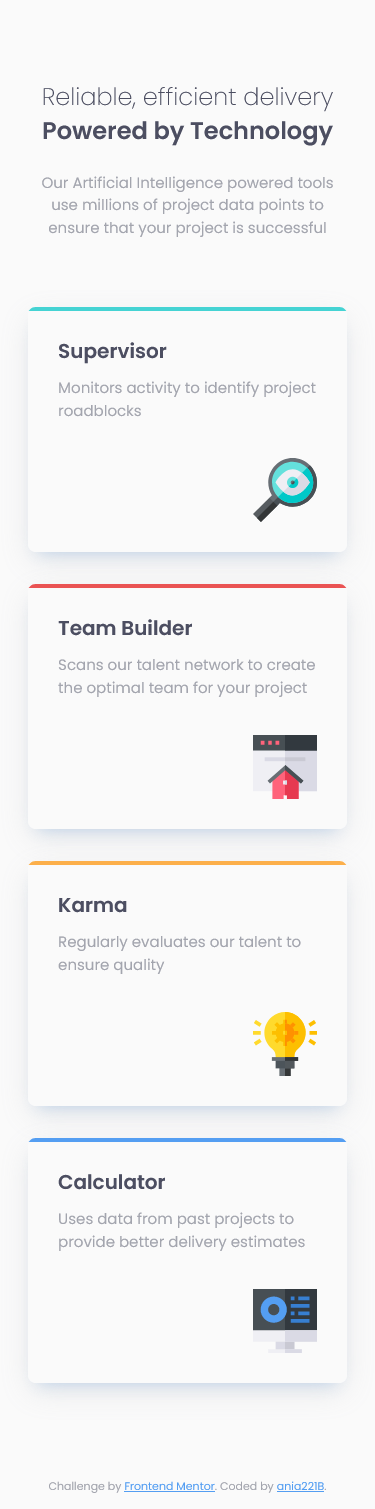 Reliable, efficient delivery
Powered by Technology
Our Artificial Intelligence powered tools
use millions of project data points to
ensure that your project is successful
Supervisor
Monitors activity to identify project
roadblocks
Team Builder
Scans our talent network to create
the optimal team for your project
Karma
Regularly evaluates our talent to
ensure quality
Calculator
Uses data from past projects to
provide better delivery estimates
Challenge by Frontend Mentor. Coded by ania221B.